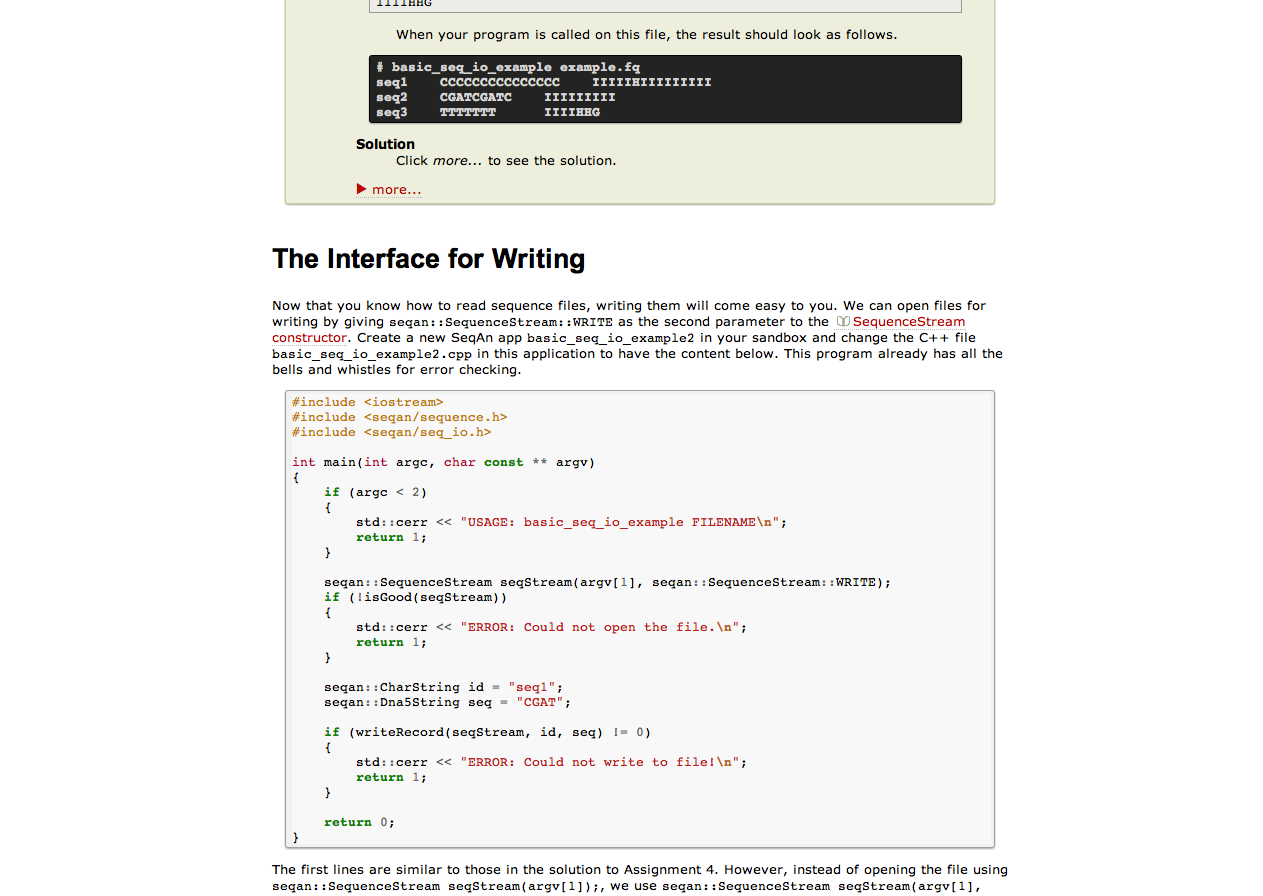 IIIIHHG
When your program is called on this file, the result should look as follows.
# basic_seq_io_example example.fq
seq1    CCCCCCCCCCCCCCC    IIIIIHIIIIIIIII
seq2    CGATCGATC    IIIIIIIII
seq3    TTTTTTT      IIIIHHG
Solution
Click more... to see the solution.
more...
The Interface for Writing
Now that you know how to read sequence files, writing them will come easy to you. We can open files for
writing by giving seqan::SequenceStream::WRITE as the second parameter to the SequenceStream
constructor. Create a new SeqAn app basic_seq_io_example2 in your sandbox and change the C++ file
basic_seq_io_example2.cpp in this application to have the content below. This program already has all the
bells and whistles for error checking.
#include <iostream>
#include <seqan/sequence.h>
#include <seqan/seq_io.h>
int main(int argc, char const ** argv)
{
    if (argc < 2)
    {
        std::cerr << "USAGE: basic_seq_io_example FILENAME\n";
        return 1;
    }
    seqan::SequenceStream seqStream(argv[1], seqan::SequenceStream::WRITE);
    if (!isGood(seqStream))
    {
        std::cerr << "ERROR: Could not open the file.\n";
        return 1;
    }
    seqan::CharString id = "seq1";
    seqan::Dna5String seq = "CGAT";
    if (writeRecord(seqStream, id, seq) != 0)
    {
        std::cerr << "ERROR: Could not write to file!\n";
        return 1;
    }
    return 0;
}
The first lines are similar to those in the solution to Assignment 4. However, instead of opening the file using
seqan::SequenceStream seqStream(argv[1]);, we use seqan::SequenceStream seqStream(argv[1],